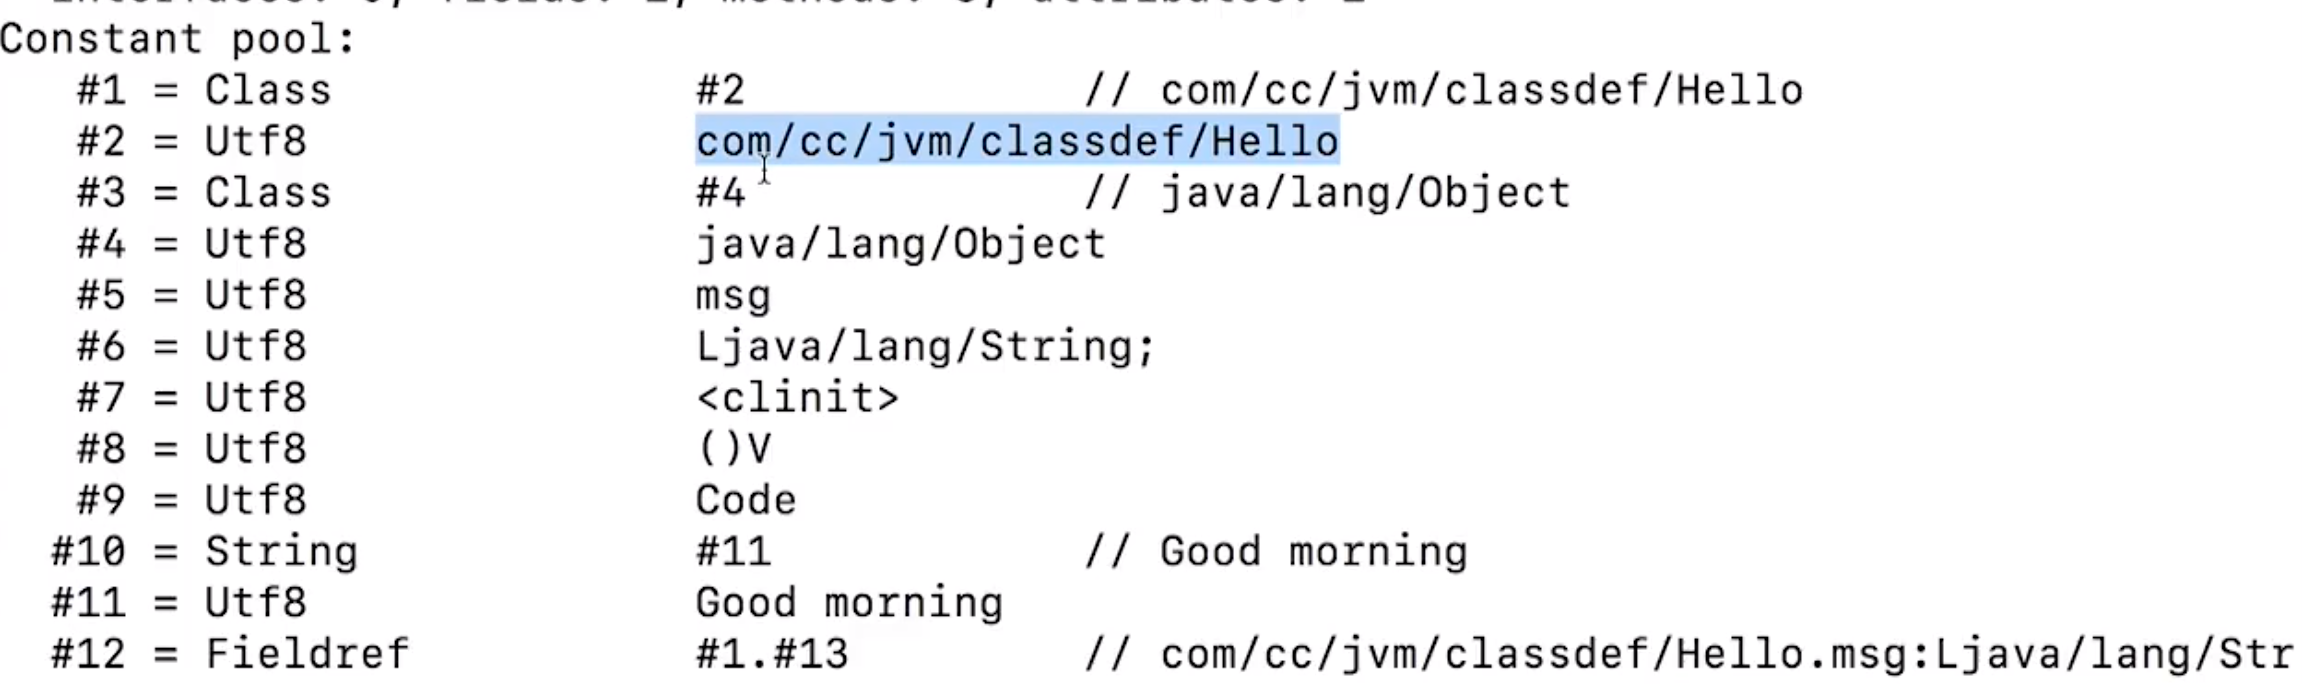 Constant pool:
#1 = Class #2 // com/cc/jvm/classdef/Hello
#2 = Utf8 com/cc/jvm/classdef/Hello
#3 = Class #4 // java/lang/Object
#4 = Utf8 java/lang/Object
#5 = Utf8 msg
#6 = Utf8 Ljava/lang/String;
#7 = Utf8 <clinit>
#8 = Utf8 ()V
#9 = Utf8 Code
#10 = String #11 // Good morning
#11 = Utf8 Good morning
#12 = Fieldref #1.#13 // com/cc/jvm/classdef/Hello.msg:Ljava/lang/Str